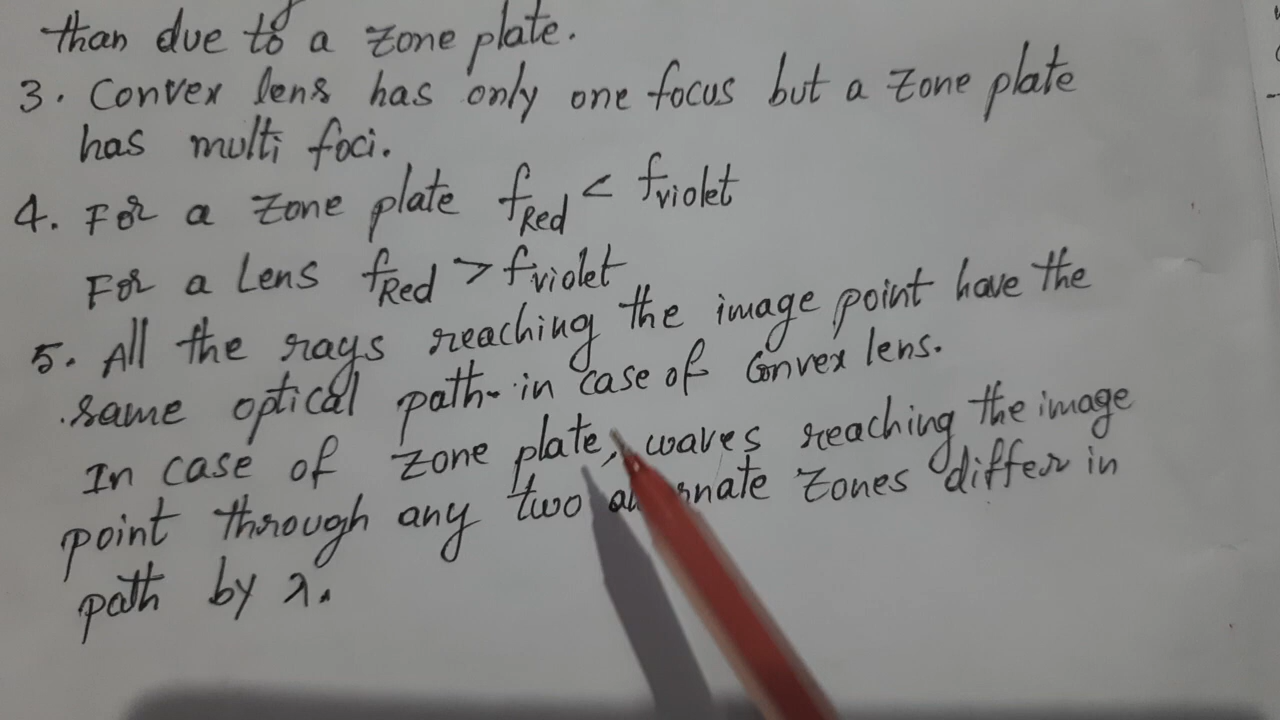 than due to a zone plate.
3. Convex lens has only one focus but a zone plate
has multi foci.
4. For a zone plate fRed < fviolet
For a Lens fRed > fviolet
5. All the rays reaching the image point have the
same optical path in case of Convex lens.
In case of zone plate, waves reaching the image
point through any two zones differ in
path by λ.